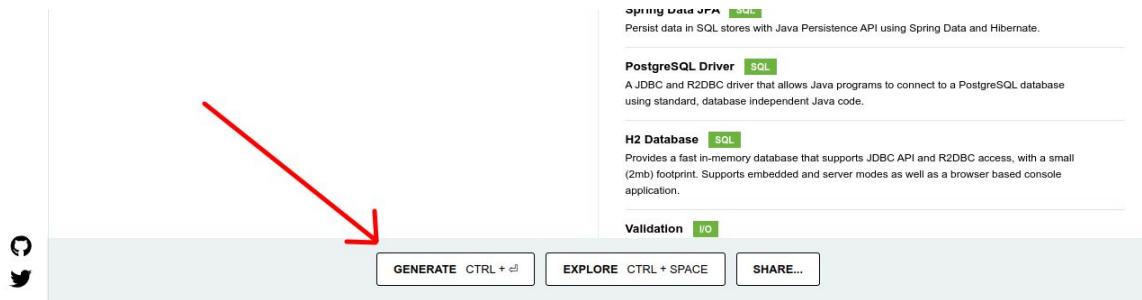 Spring Data JPA SQL
Persist data in SQL stores with Java Persistence API using Spring Data and Hibernate.
PostgreSQL Driver SQL
A JDBC and R2DBC driver that allows Java programs to connect to a PostgreSQL database
using standard, database independent Java code.
H2 Database SQL
Provides a fast in-memory database that supports JDBC API and R2DBC access, with a small
(2mb) footprint. Supports embedded and server modes as well as a browser based console
application.
Validation I/O
GENERATE CTRL + ⏎ EXPLORE CTRL + SPACE SHARE...